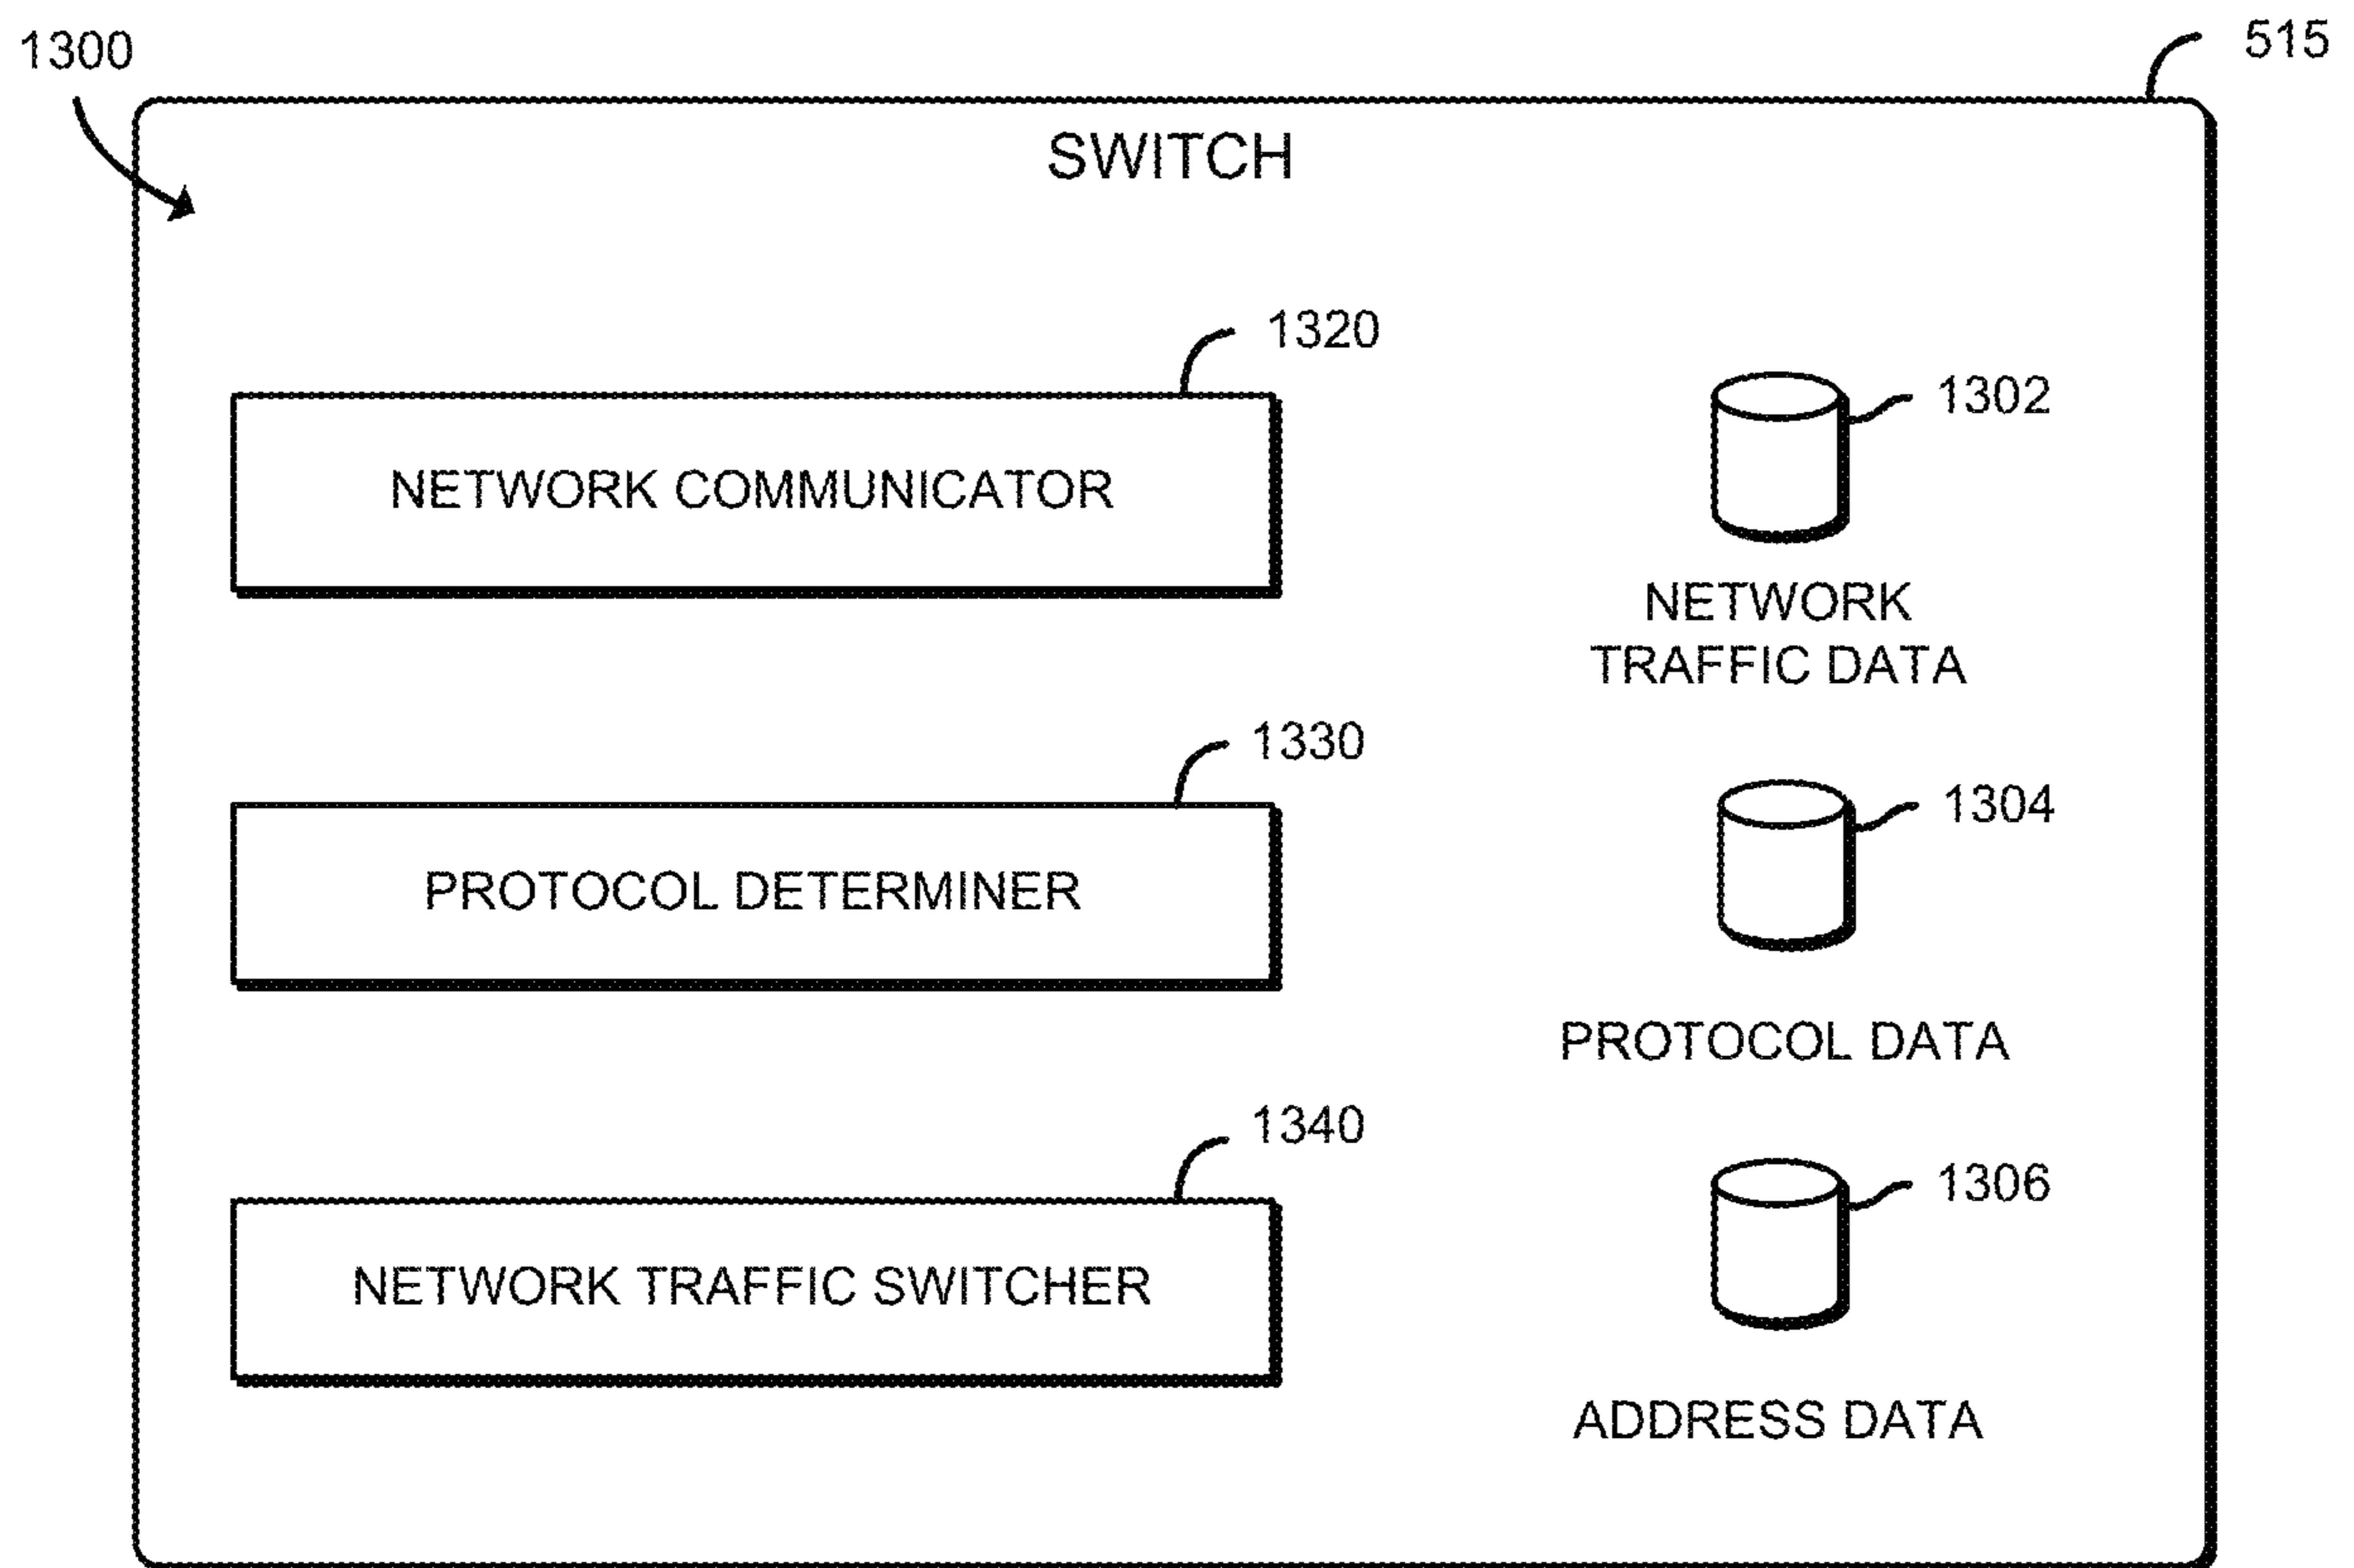 1300
515
SWITCH
1320
1302
NETWORK COMMUNICATOR
NETWORK
TRAFFIC DATA
1330
1304
PROTOCOL DETERMINER
PROTOCOL DATA
1340
1306
NETWORK TRAFFIC SWITCHER
ADDRESS DATA